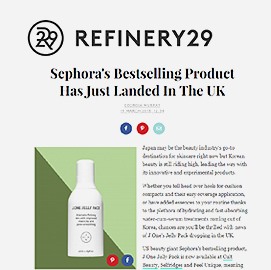 29 REFINERY29
Sephora's Bestselling Product
Has Just Landed In The UK
Japan may be the beauty industry's go-to
destination for skincare right now but Korean
beauty is still riding high, leading the way with
its innovative and experimental products.
Whether you tell based over heads for cushion
compacts and their easy coverage application,
or have added essences to your routine thanks
to the plethora of hydrating and fast-absorbing
water-cum-serum treatments coming out of
Korea, chances are you'll be thrilled with news
of J.One's Jelly Pack dropping in the UK.
US beauty giant Sephora's bestselling product,
J.One Jelly Pack is now available at Cult
Beauty, Selfridges and Feel Unique, meaning
J.ONE JELLY PACK